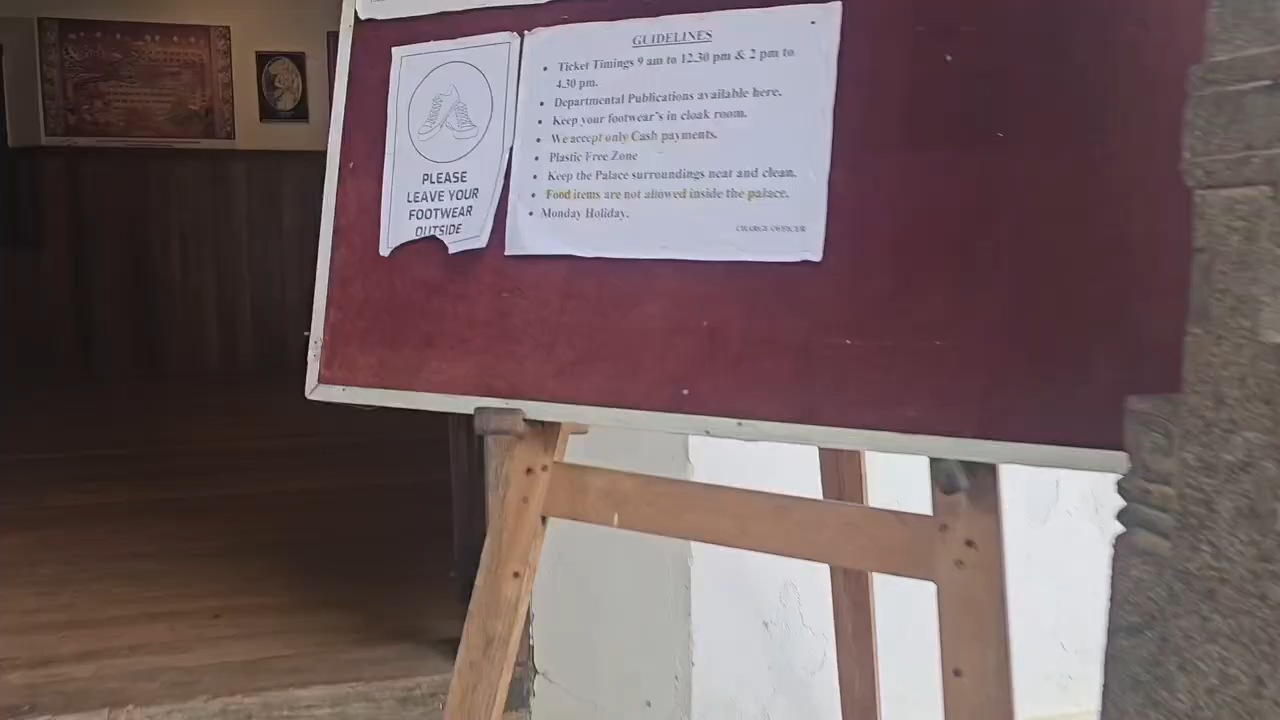 PLEASE
LEAVE YOUR
FOOTWEAR
OUTSIDE
GUIDELINES
• Ticket Timings 9 am to 12.30 pm & 2 pm to
4.30 pm.
• Departmental Publications available here.
• Keep your footwear's in cloak room.
• We accept only Cash payments.
• Plastic Free Zone
• Keep the Palace surroundings neat and clean.
• Food items are not allowed inside the palace.
• Monday Holiday.
CHARGE OFFICER